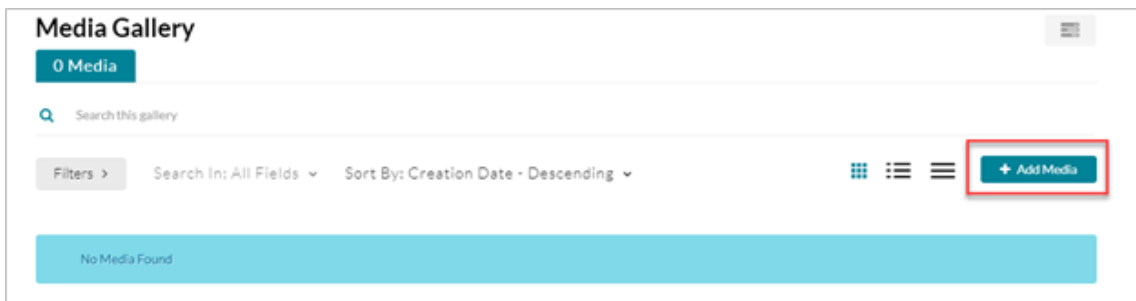 Media Gallery
0 Media
Search this gallery
Filters > Search In: All Fields Sort By: Creation Date - Descending + Add Media
No Media Found